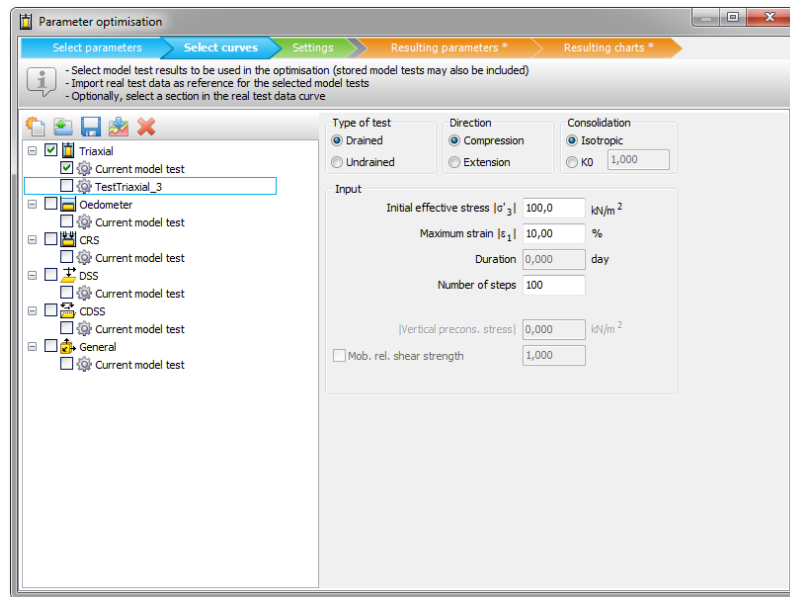 Parameter optimisation
Select parameters Select curves Settings Resulting parameters * Resulting charts *
- Select model test results to be used in the optimisation (stored model tests may also be included)
- Import real test data as reference for the selected model tests
- Optionally, select a section in the real test data curve
Triaxial
Current model test
TestTriaxial_3
Oedometer
Current model test
CRS
Current model test
DSS
Current model test
CDSS
Current model test
General
Current model test
Type of test Direction Consolidation
Drained Compression Isotropic
Undrained Extension K0 1,000
Input
Initial effective stress |σ'3| 100,0 kN/m 2
Maximum strain |ε1| 10,00 %
Duration 0,000 day
Number of steps 100
|Vertical precons. stress| 0,000 kN/m 2
Mob. rel. shear strength 1,000